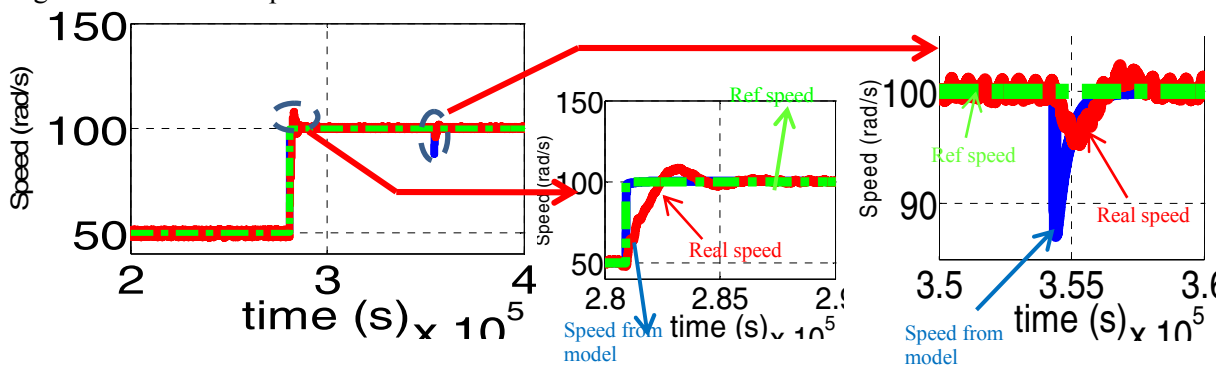 150
100
50
Speed (rad/s)
2
3
4
time (s)
x 10
5
150
100
50
Speed (rad/s)
Ref speed
Real speed
2.8
2.85
time (s)
5
Speed from
model
100
90
Speed (rad/s)
Ref speed
Real speed
3.5
3.55
time (s)
x 10
5
Speed from
model